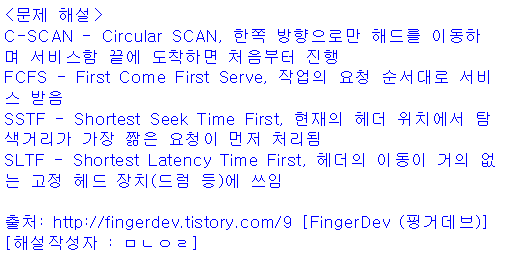 <문제 해설>
C-SCAN - Circular SCAN, 한쪽 방향으로만 해드를 이동하
며 서비스함 끝에 도착하면 처음부터 진행
FCFS - First Come First Serve, 작업의 요청 순서대로 서비
스 받음
SSTF - Shortest Seek Time First, 현재의 헤더 위치에서 탐
색거리가 가장 짧은 요청이 먼저 처리됨
SLTF - Shortest Latency Time First, 헤더의 이동이 거의 없
는 고정 헤드 장치(드럼 등)에 쓰임

출처: http://fingerdev.tistory.com/9 [FingerDev (핑거데브)]
[해설작성자 : ㅁㄴㅇㄹ]